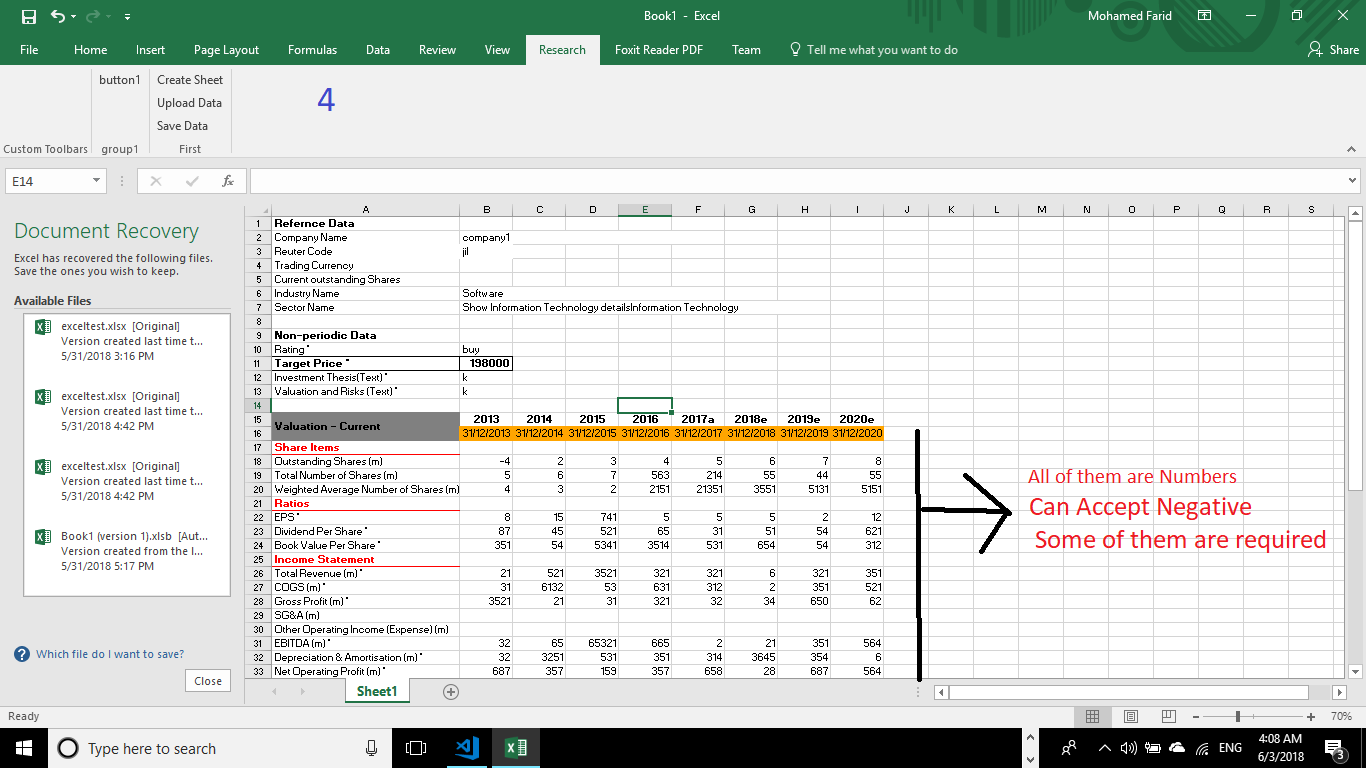 Book1 - Excel
Mohamed Farid
File Home Insert Page Layout Formulas Data Review View Research Foxit Reader PDF Team Tell me what you want to do Share
button1 Create Sheet
Upload Data
Save Data
4
Custom Toolbars group1 First
E14 fx
Document Recovery
Excel has recovered the following files.
Save the ones you wish to keep.
Available Files
exceltest.xlsx [Original]
Version created last time t...
5/31/2018 3:16 PM
exceltest.xlsx [Original]
Version created last time t...
5/31/2018 4:42 PM
exceltest.xlsx [Original]
Version created last time t...
5/31/2018 4:42 PM
Book1 (version 1).xlsb [Aut...
Version created from the l...
5/31/2018 5:17 PM
Which file do I want to save?
Close
A B C D E F G H I J K L M N O P Q R S
1 Refernce Data
2 Company Name company1
3 Reuter Code jil
4 Trading Currency
5 Current outstanding Shares
6 Industry Name Software
7 Sector Name Show Information Technology detailsInformation Technology
8
9 Non-periodic Data
10 Rating* buy
11 Target Price * 198000
12 Investment Thesis(Text)* k
13 Valuation and Risks (Text)* k
14
15 Valuation - Current 2013 2014 2015 2016 2017a 2018e 2019e 2020e
16 31/12/2013 31/12/2014 31/12/2015 31/12/2016 31/12/2017 31/12/2018 31/12/2019 31/12/2020
17 Share Items
18 Outstanding Shares (m) -4 2 3 4 5 6 7 8
19 Total Number of Shares (m) 5 6 7 563 214 55 44 55
20 Weighted Average Number of Shares (m) 4 3 2 2151 21351 3551 5131 5151
21 Ratios
22 EPS* 8 15 741 5 5 5 2 12
23 Dividend Per Share* 87 45 521 65 31 51 54 621
24 Book Value Per Share* 351 54 5341 3514 531 654 54 312
25 Income Statement
26 Total Revenue (m)* 21 521 3521 321 321 6 321 351
27 COGS (m)* 31 6132 53 631 312 2 351 521
28 Gross Profit (m)* 3521 21 31 321 32 34 650 62
29 SG&A (m)
30 Other Operating Income (Expense) (m)
31 EBITDA (m)* 32 65 65321 665 2 21 351 564
32 Depreciation & Amortisation (m)* 32 3251 531 351 314 3645 354 6
33 Net Operating Profit (m)* 687 357 159 357 658 28 687 564
All of them are Numbers
Can Accept Negative
Some of them are required
Sheet1
Ready
70%
Type here to search
ENG
4:08 AM
6/3/2018
3